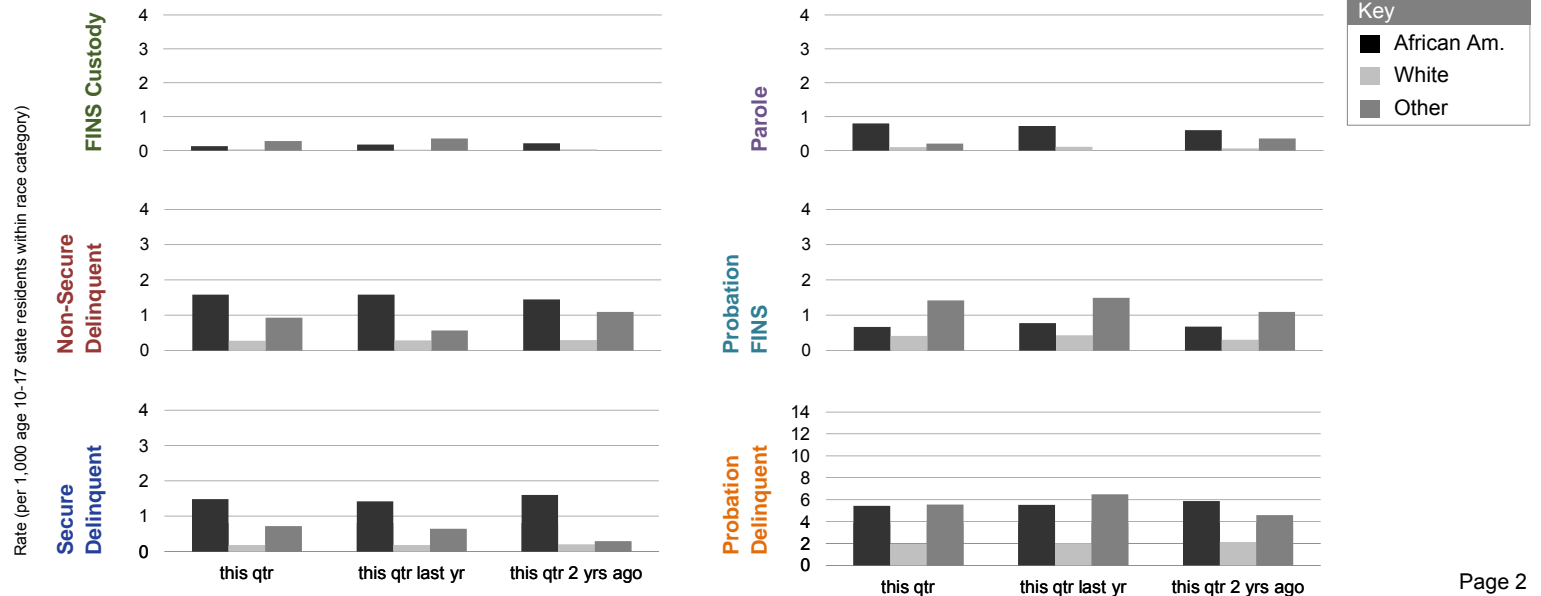 Rate (per 1,000 age 10-17 state residents within race category)
FINS Custody
4
3
2
1
0
Non-Secure
Delinquent
4
3
2
1
0
Secure
Delinquent
4
3
2
1
0
this qtr
this qtr last yr
this qtr 2 yrs ago
Parole
4
3
2
1
0
Probation
FINS
4
3
2
1
0
Probation
Delinquent
14
12
10
8
6
4
2
0
this qtr
this qtr last yr
this qtr 2 yrs ago
Key
African Am.
White
Other
Page 2